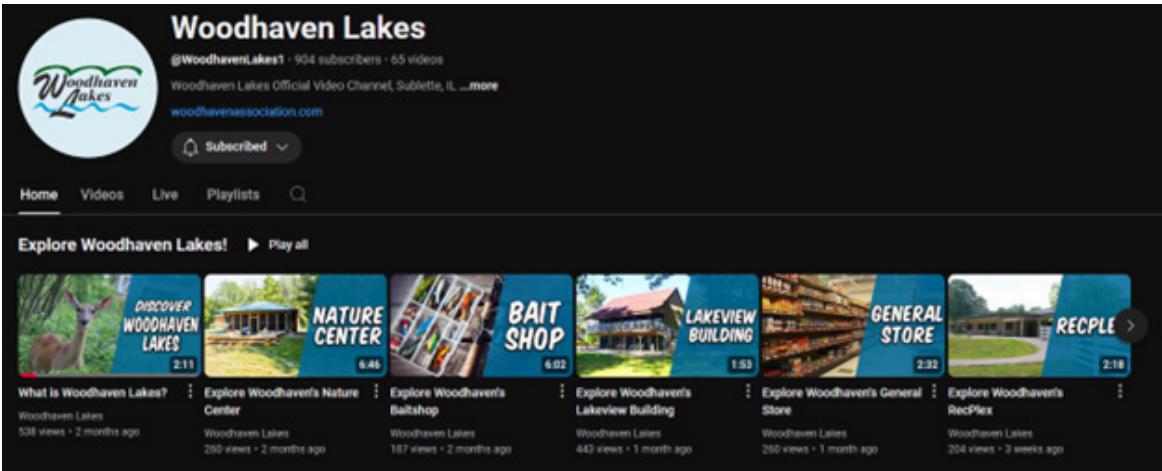 Woodhaven Lakes
Woodhaven Lakes
@WoodhavenLakes1 · 904 subscribers · 65 videos
Woodhaven Lakes Official Video Channel, Sublette, IL ...more
woodhavenassociation.com
Subscribed
Home Videos Live Playlists
Explore Woodhaven Lakes! Play all
DISCOVER WOODHAVEN LAKES
2:11
NATURE CENTER
6:46
BAIT SHOP
6:02
LAKEVIEW BUILDING
1:53
GENERAL STORE
2:32
RECPLE
2:18
What is Woodhaven Lakes?
Woodhaven Lakes
538 views • 2 months ago
Explore Woodhaven's Nature
Center
Woodhaven Lakes
260 views • 2 months ago
Explore Woodhaven's
Baitshop
Woodhaven Lakes
187 views • 2 months ago
Explore Woodhaven's
Lakeview Building
Woodhaven Lakes
443 views • 1 month ago
Explore Woodhaven's General
Store
Woodhaven Lakes
260 views • 1 month ago
Explore Woodhaven's
RecPlex
Woodhaven Lakes
204 views • 3 weeks ago